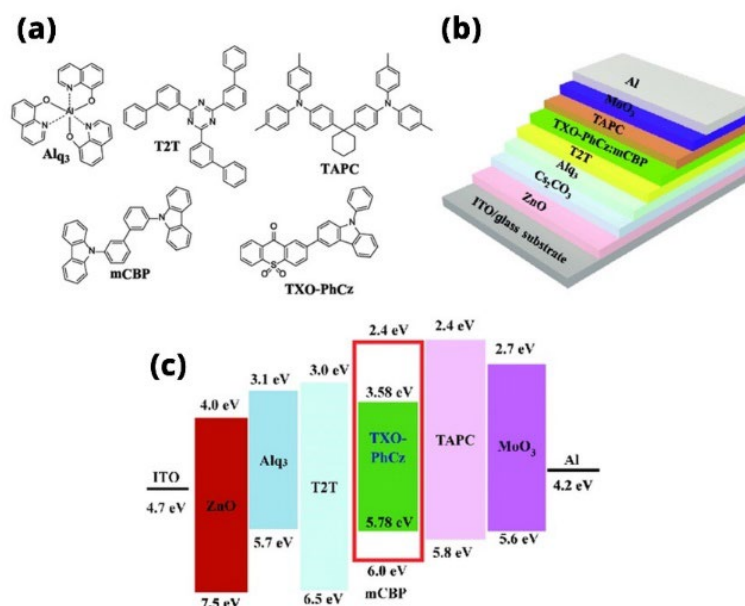 (a)
Al
N
O
Alq₃
T2T
TAPC
mCBP
TXO-PhCz
(b)
Al
MoO₃
TAPC
TXO-PhCz:mCBP
T2T
Alq₃
Cs₂CO₃
ZnO
ITO/glass substrate
(c)
2.4 eV
2.4 eV
2.7 eV
3.1 eV
3.0 eV
3.58 eV
4.0 eV
ITO
4.7 eV
ZnO
Alq₃
T2T
TXO-
PhCz
TAPC
MoO₃
Al
4.2 eV
5.78 eV
5.7 eV
5.8 eV
5.6 eV
6.0 eV
mCBP
7.5 eV
6.5 eV